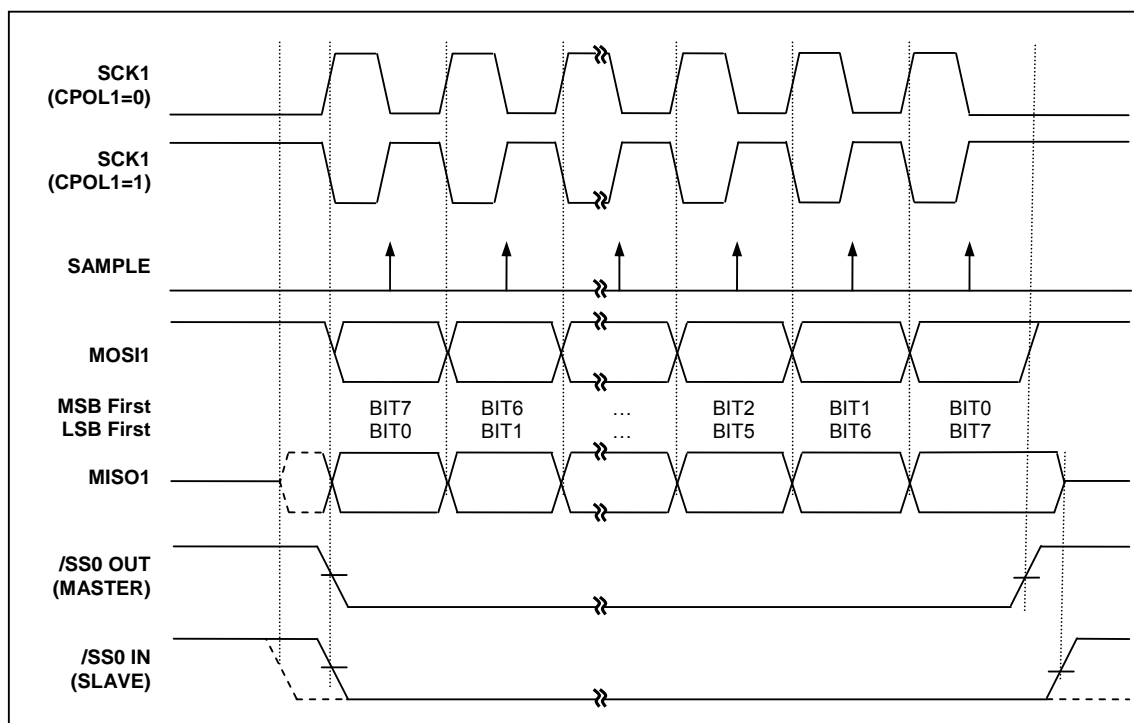 SCK1
(CPOL1=0)
SCK1
(CPOL1=1)
SAMPLE
MOSI1
MSB First BIT7 BIT6 … BIT2 BIT1 BIT0
LSB First BIT0 BIT1 … BIT5 BIT6 BIT7
MISO1
/SS0 OUT
(MASTER)
/SS0 IN
(SLAVE)